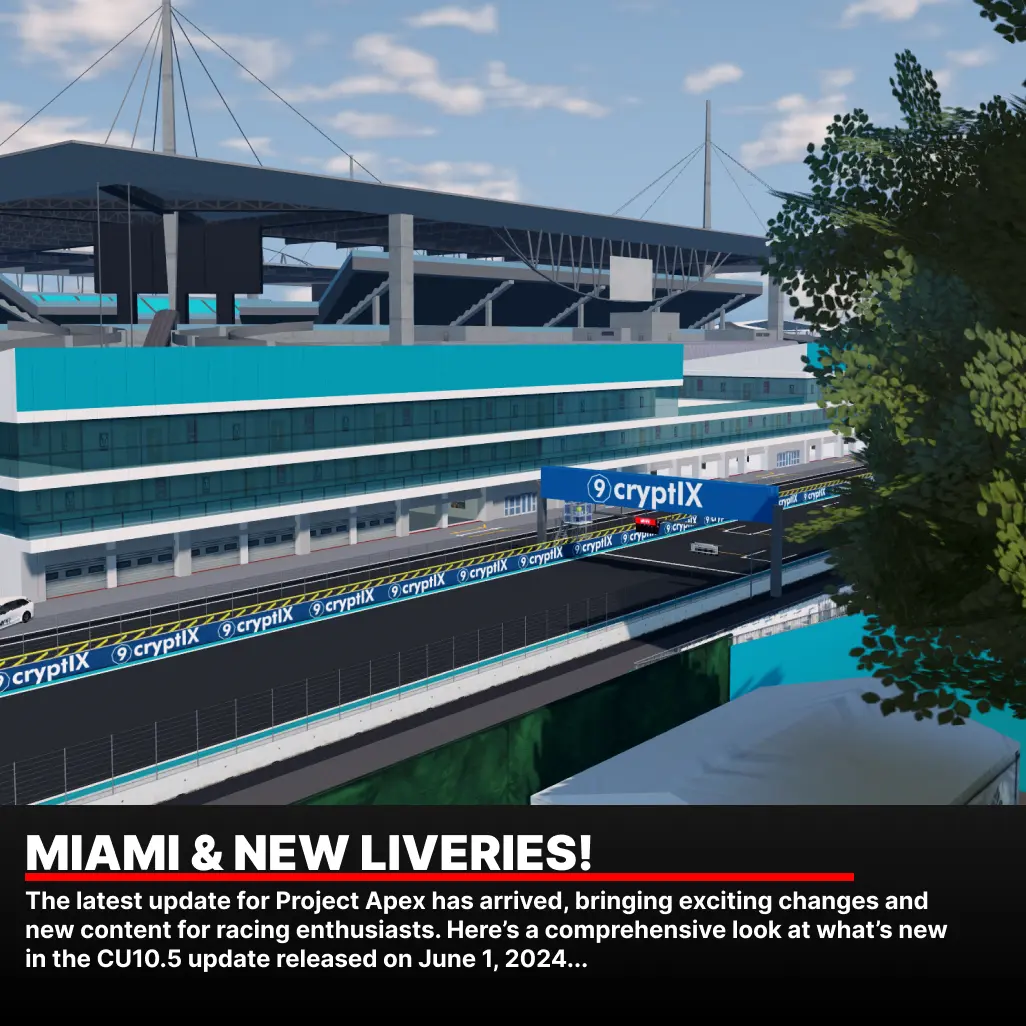 9 cryptIX
cryptIX
cryptIX
9 cryptIX
9 cryptIX
9 cryptIX
9 cryptIX
9 cryptIX
9 cryptIX
9 cryptIX
MIAMI & NEW LIVERIES!
The latest update for Project Apex has arrived, bringing exciting changes and
new content for racing enthusiasts. Here’s a comprehensive look at what’s new
in the CU10.5 update released on June 1, 2024...